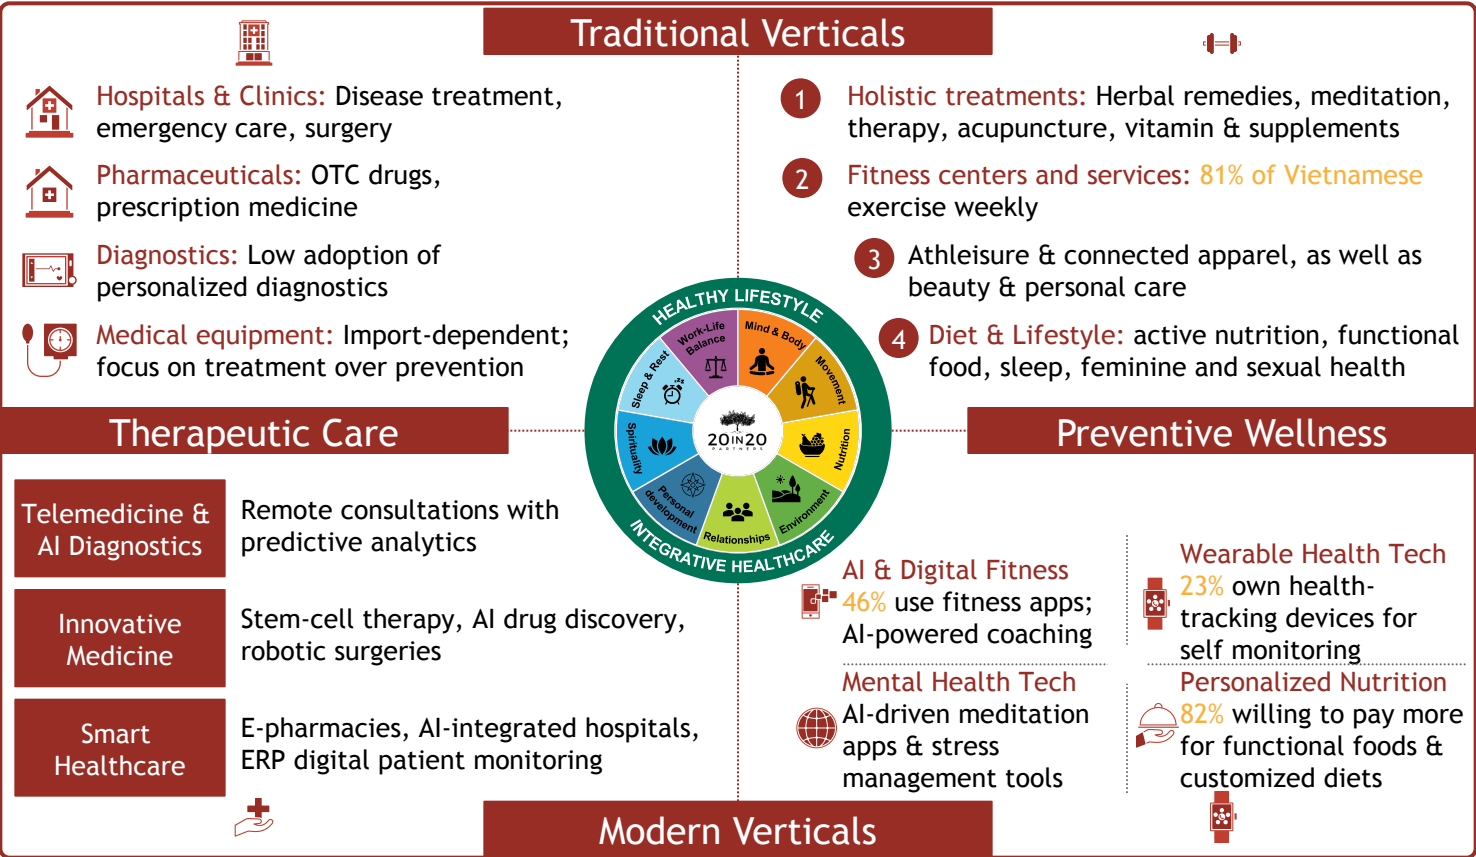 Traditional Verticals
Hospitals & Clinics: Disease treatment,
emergency care, surgery
Pharmaceuticals: OTC drugs,
prescription medicine
Diagnostics: Low adoption of
personalized diagnostics
Medical equipment: Import-dependent;
focus on treatment over prevention
1
Holistic treatments: Herbal remedies, meditation,
therapy, acupuncture, vitamin & supplements
2
Fitness centers and services: 81% of Vietnamese
exercise weekly
3
Athleisure & connected apparel, as well as
beauty & personal care
4
Diet & Lifestyle: active nutrition, functional
food, sleep, feminine and sexual health
HEALTHY LIFESTYLE
Mind & Body
Movement
Nutrition
Environment
Relationships
Personal
development
Spirituality
Sleep & Rest
Work-Life
Balance
20IN20
PARTNERS
INTEGRATIVE HEALTHCARE
Therapeutic Care
Preventive Wellness
Telemedicine &
AI Diagnostics
Remote consultations with
predictive analytics
Innovative
Medicine
Stem-cell therapy, AI drug discovery,
robotic surgeries
Smart
Healthcare
E-pharmacies, AI-integrated hospitals,
ERP digital patient monitoring
AI & Digital Fitness
46% use fitness apps;
AI-powered coaching
Wearable Health Tech
23% own health-
tracking devices for
self monitoring
Mental Health Tech
AI-driven meditation
apps & stress
management tools
Personalized Nutrition
82% willing to pay more
for functional foods &
customized diets
Modern Verticals